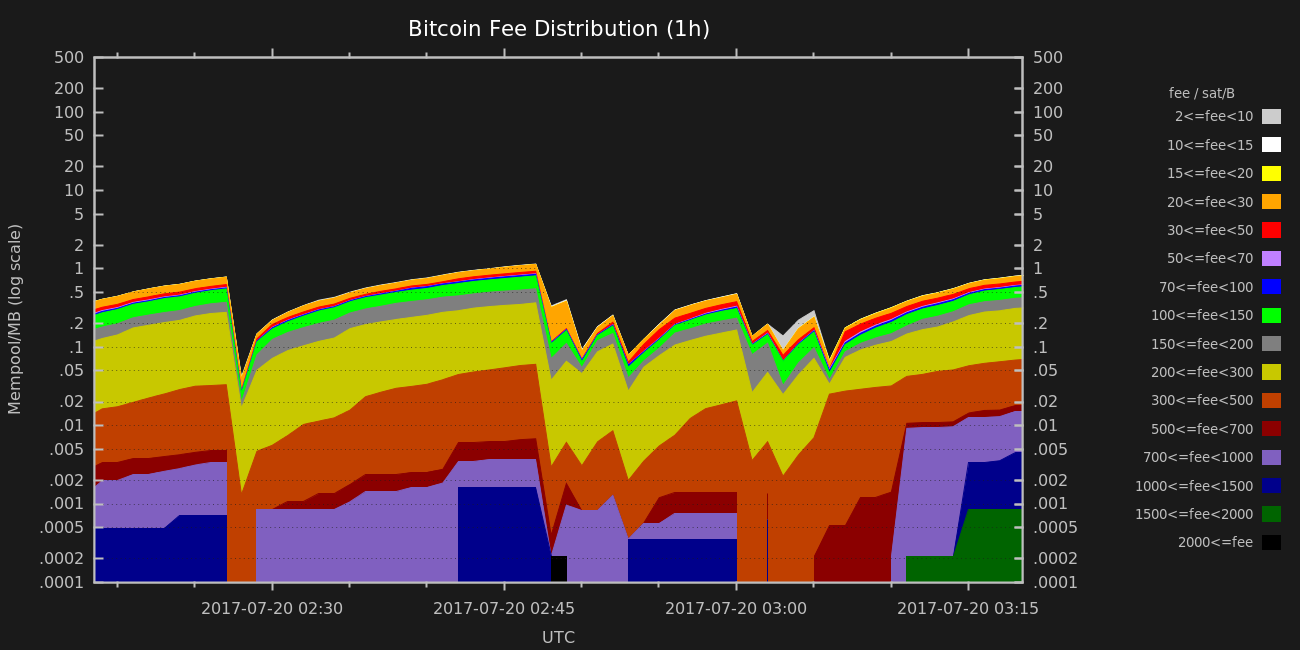 Bitcoin Fee Distribution (1h)
500 500
200 200
100 100
50 50
20 20
10 10
5 5
2 2
1 1
.5 .5
.2 .2
.1 .1
.05 .05
.02 .02
.01 .01
.005 .005
.002 .002
.001 .001
.0005 .0005
.0002 .0002
.0001 .0001
Mempool/MB (log scale)
2017-07-20 02:30 2017-07-20 02:45 2017-07-20 03:00 2017-07-20 03:15
UTC
fee / sat/B
2<=fee<10
10<=fee<15
15<=fee<20
20<=fee<30
30<=fee<50
50<=fee<70
70<=fee<100
100<=fee<150
150<=fee<200
200<=fee<300
300<=fee<500
500<=fee<700
700<=fee<1000
1000<=fee<1500
1500<=fee<2000
2000<=fee